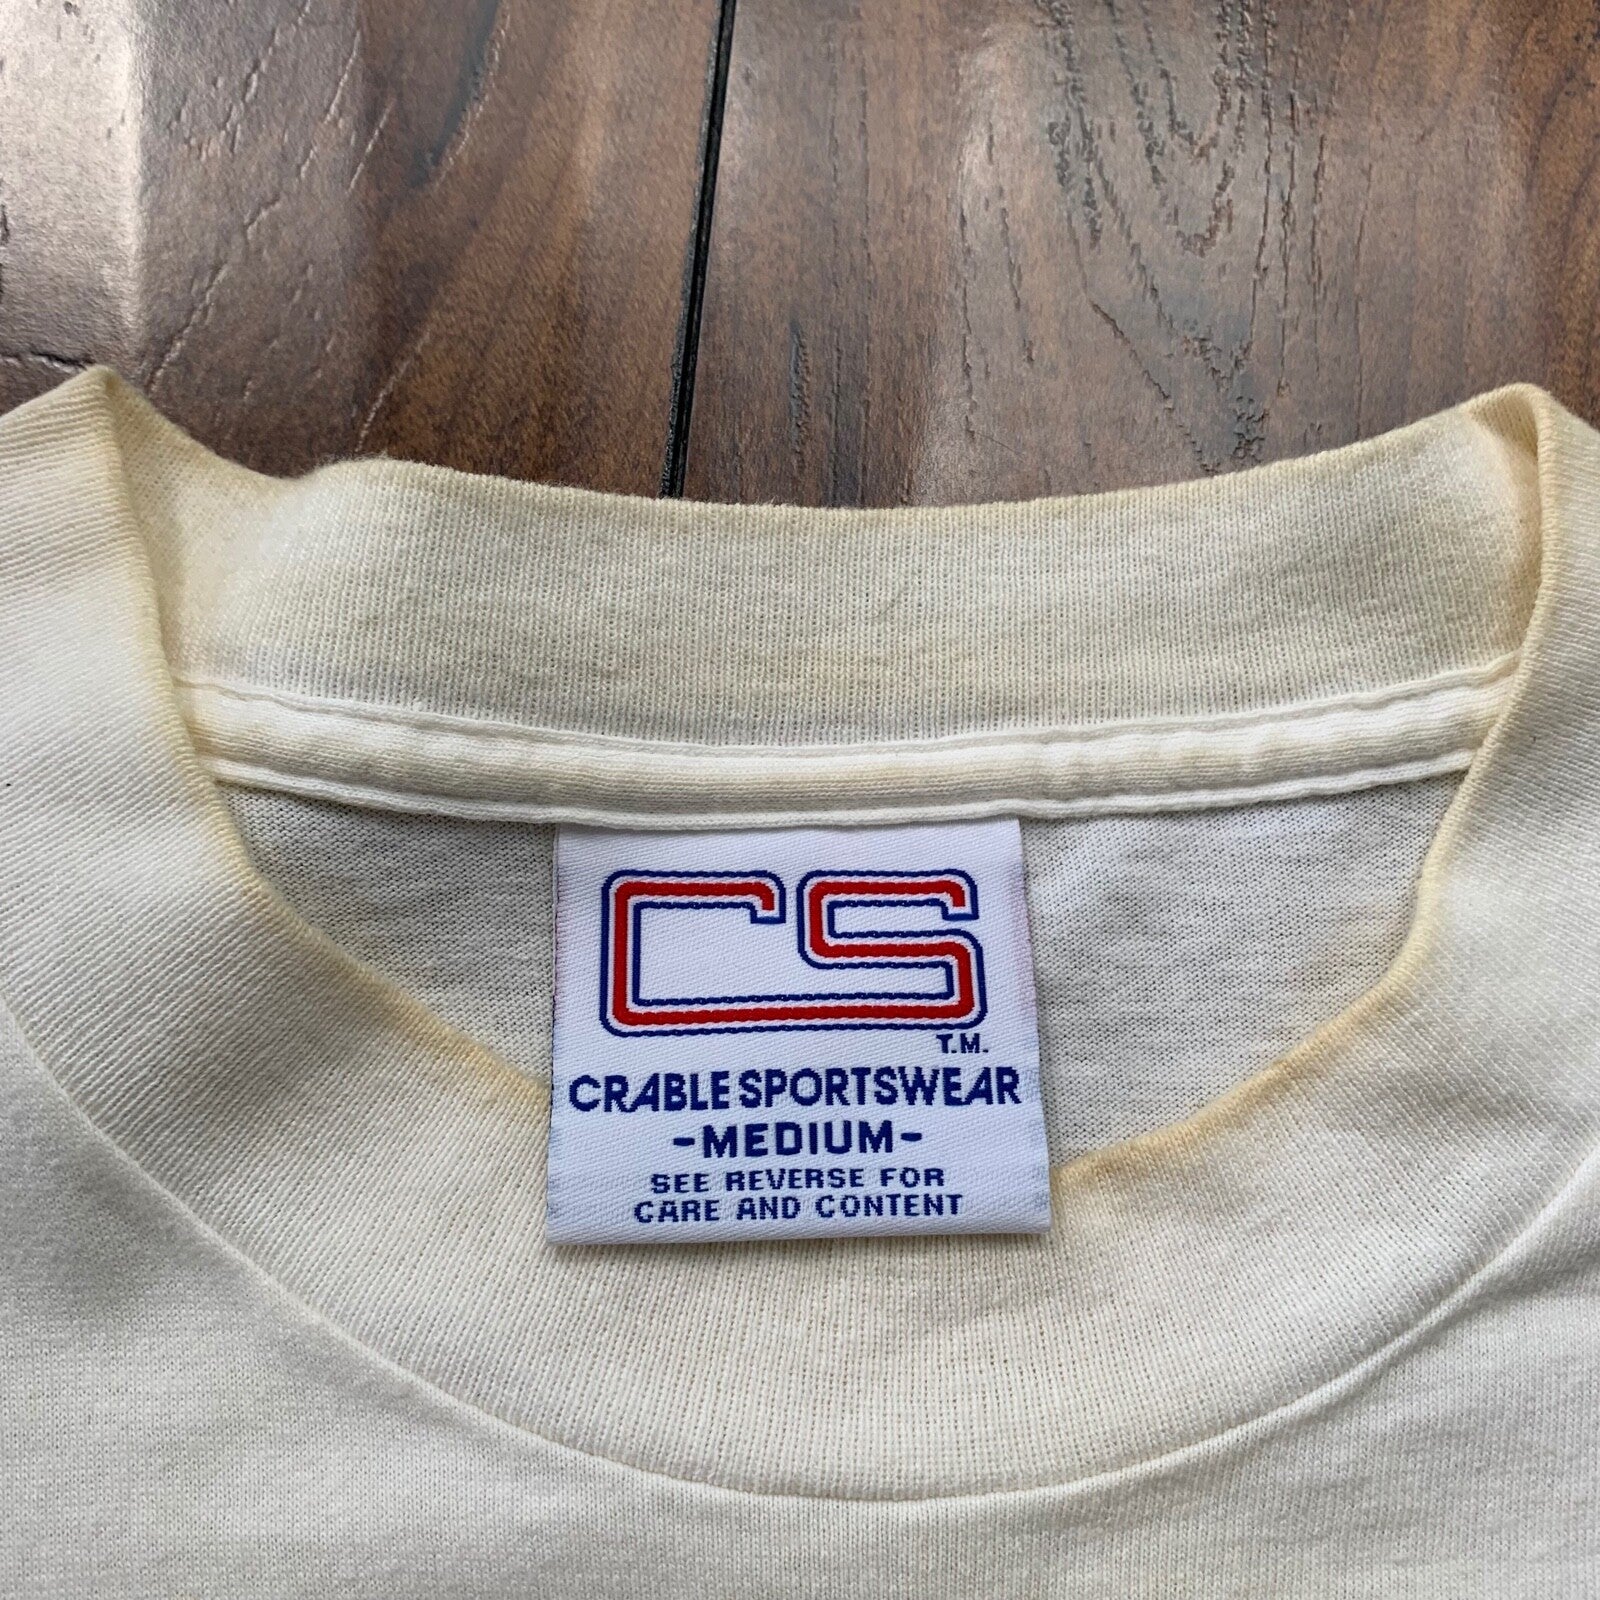 CS
T.M.
CRABLE SPORTSWEAR
-MEDIUM-
SEE REVERSE FOR
CARE AND CONTENT